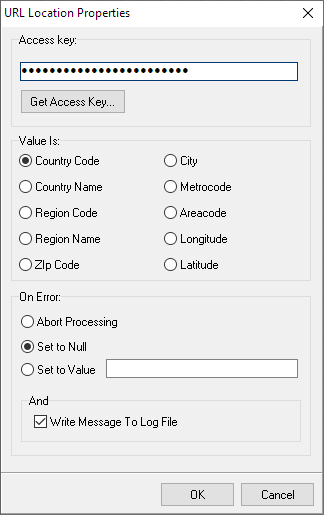 URL Location Properties
Access key:
••••••••••••••••••••••••
Get Access Key...
Value Is:
Country Code
City
Country Name
Metrocode
Region Code
Areacode
Region Name
Longitude
ZIp Code
Latitude
On Error:
Abort Processing
Set to Null
Set to Value
And
Write Message To Log File
OK
Cancel